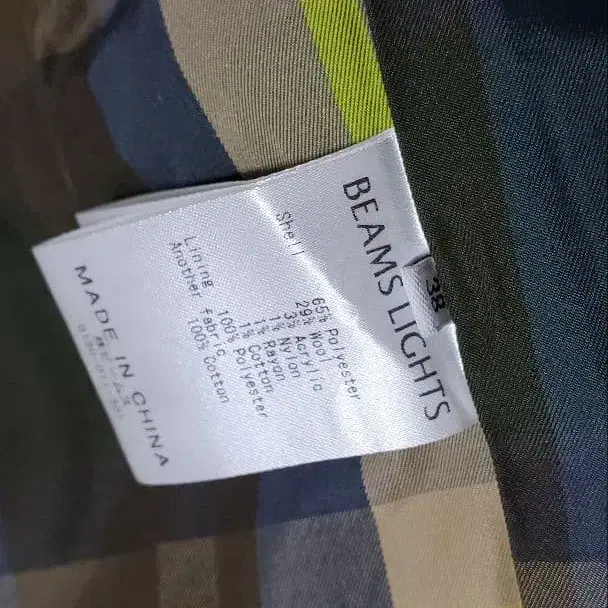 BEAMS LIGHTS
38
Shell 65% Polyester
29% Wool
3% Acrylic
1% Nylon
1% Rayon
1% Cotton
Lining 100% Polyester
Another fabric 100% Cotton
MADE IN CHINA